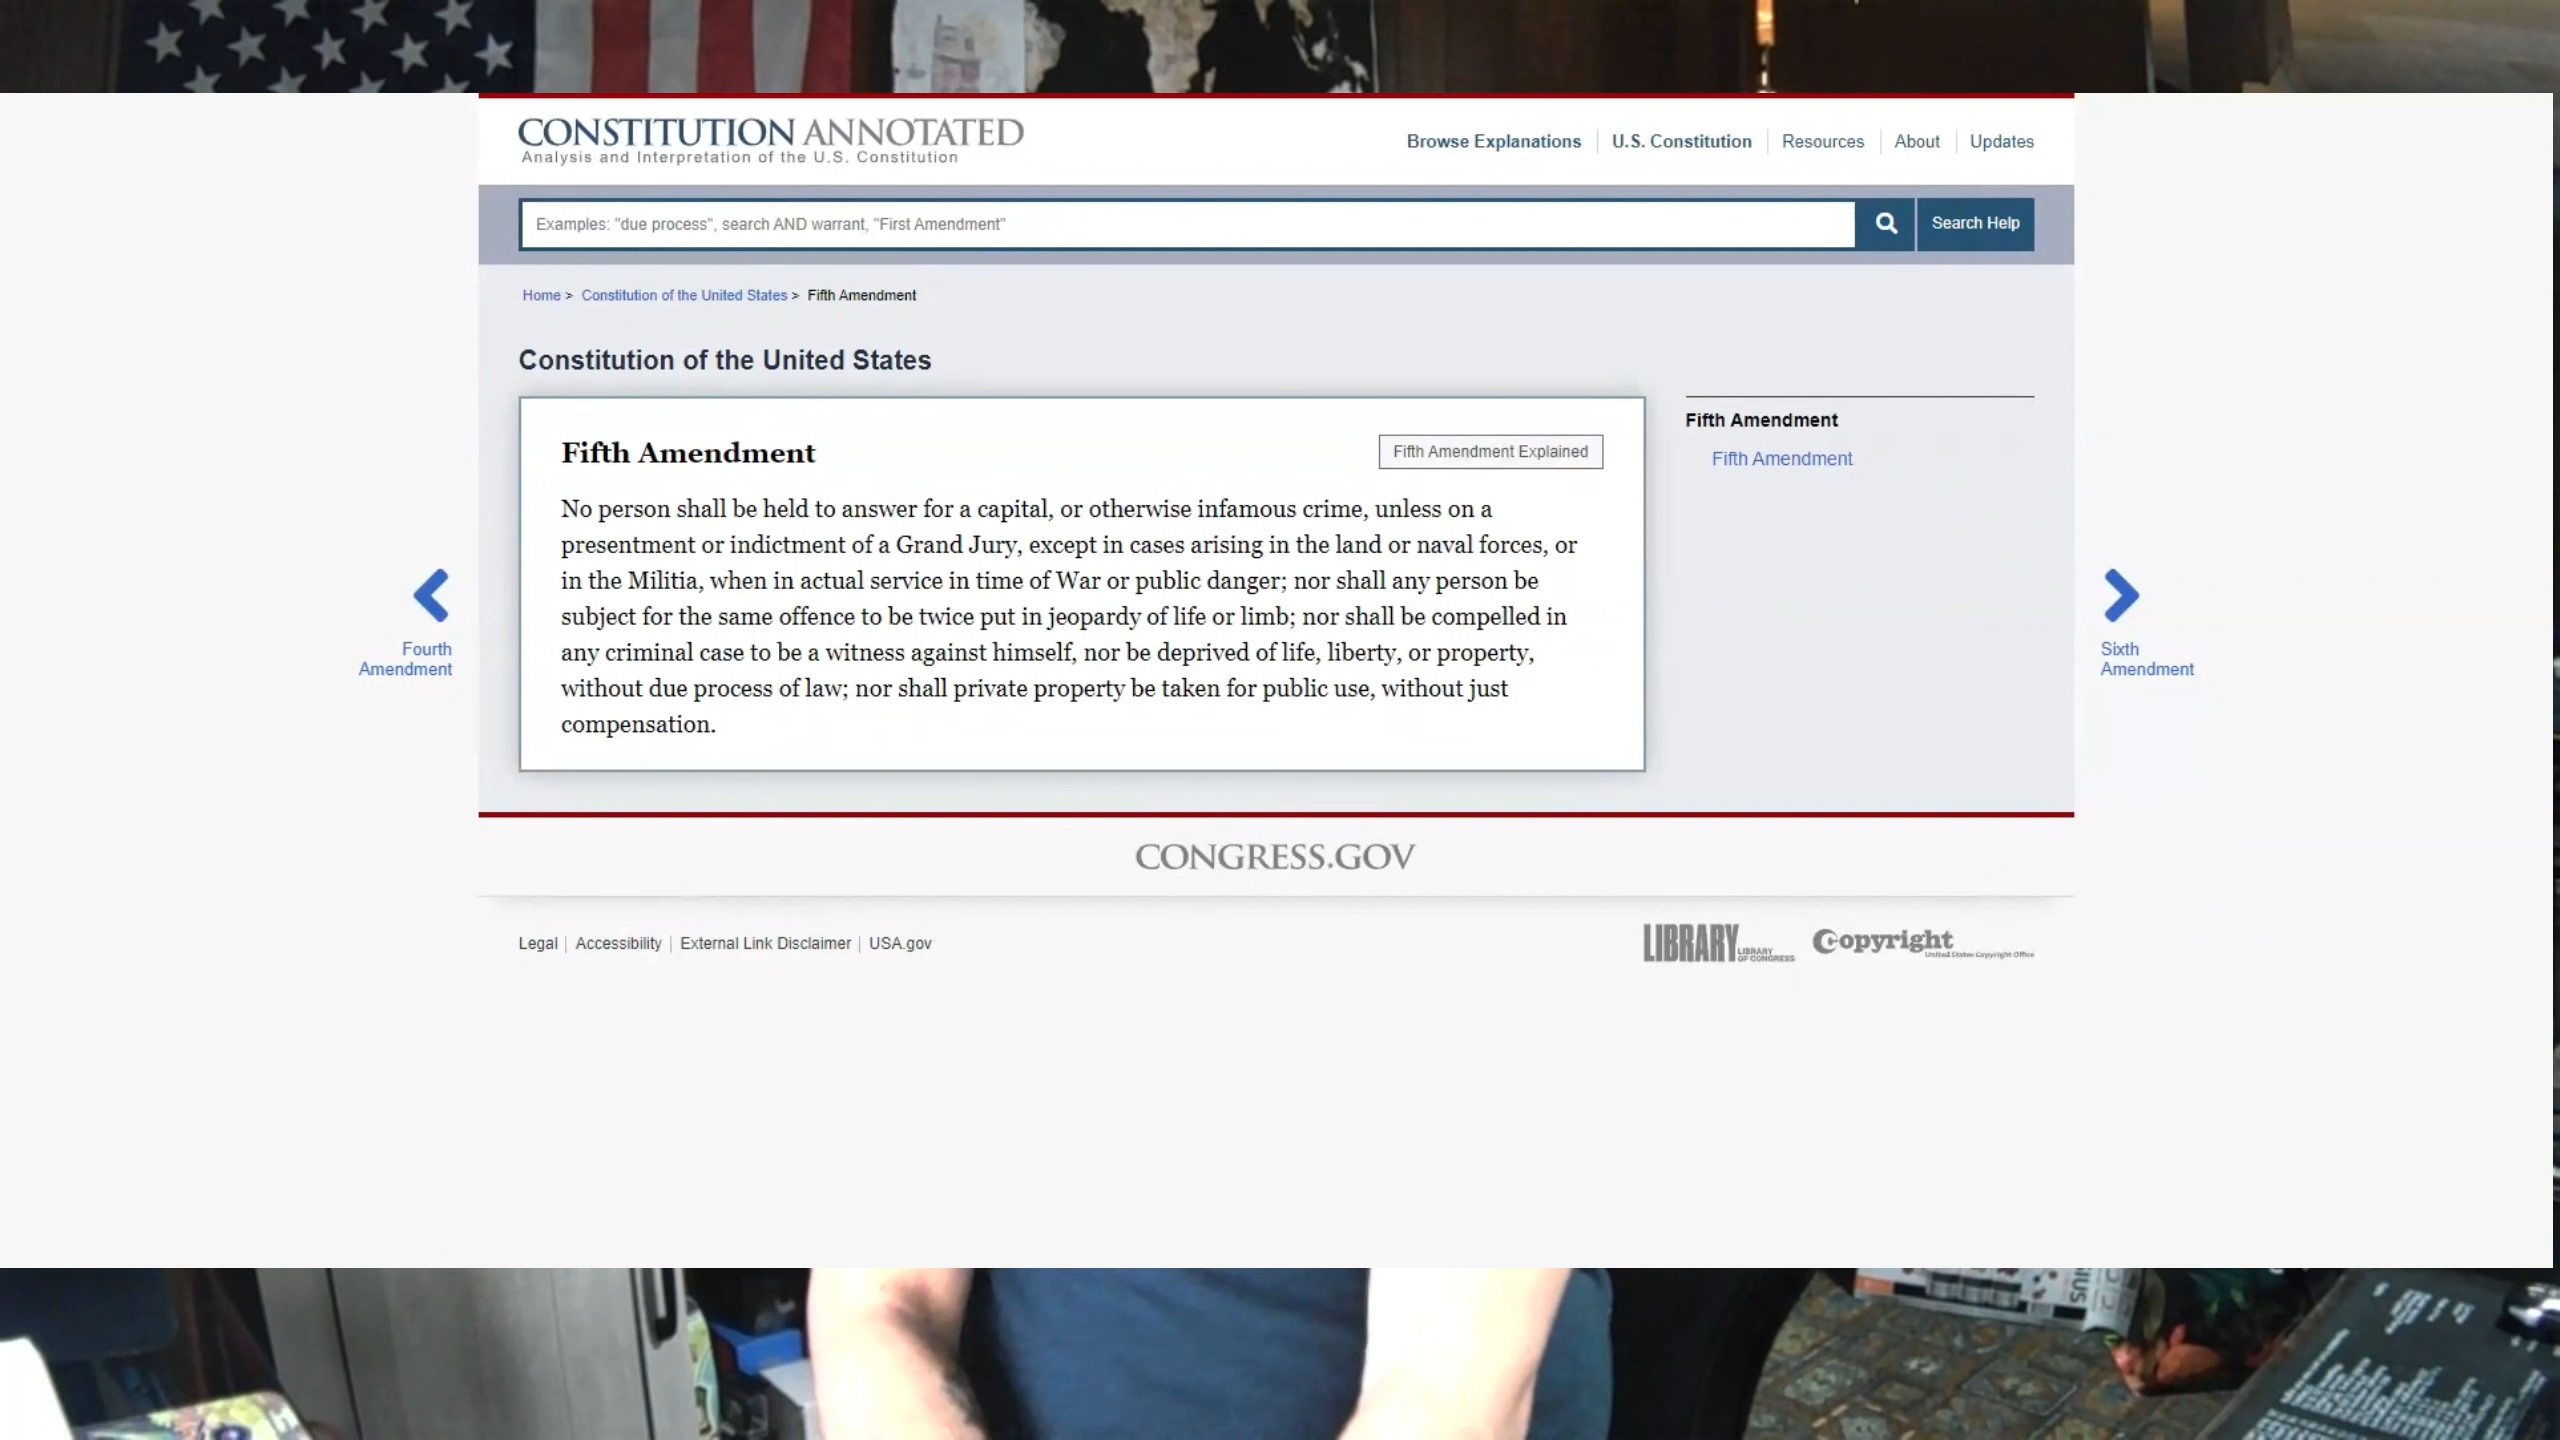 CONSTITUTION ANNOTATED
Analysis and Interpretation of the U.S. Constitution
Browse Explanations
U.S. Constitution
Resources
About
Updates
Examples: "due process", search AND warrant, "First Amendment"
Search Help
Home > Constitution of the United States > Fifth Amendment
Constitution of the United States
Fifth Amendment
Fifth Amendment Explained
No person shall be held to answer for a capital, or otherwise infamous crime, unless on a
presentment or indictment of a Grand Jury, except in cases arising in the land or naval forces, or
in the Militia, when in actual service in time of War or public danger; nor shall any person be
subject for the same offence to be twice put in jeopardy of life or limb; nor shall be compelled in
any criminal case to be a witness against himself, nor be deprived of life, liberty, or property,
without due process of law; nor shall private property be taken for public use, without just
compensation.
Fifth Amendment
Fifth Amendment
Fourth
Amendment
Sixth
Amendment
CONGRESS.GOV
Legal | Accessibility | External Link Disclaimer | USA.gov
LIBRARY
LIBRARY
OF CONGRESS
Copyright
United States Copyright Office